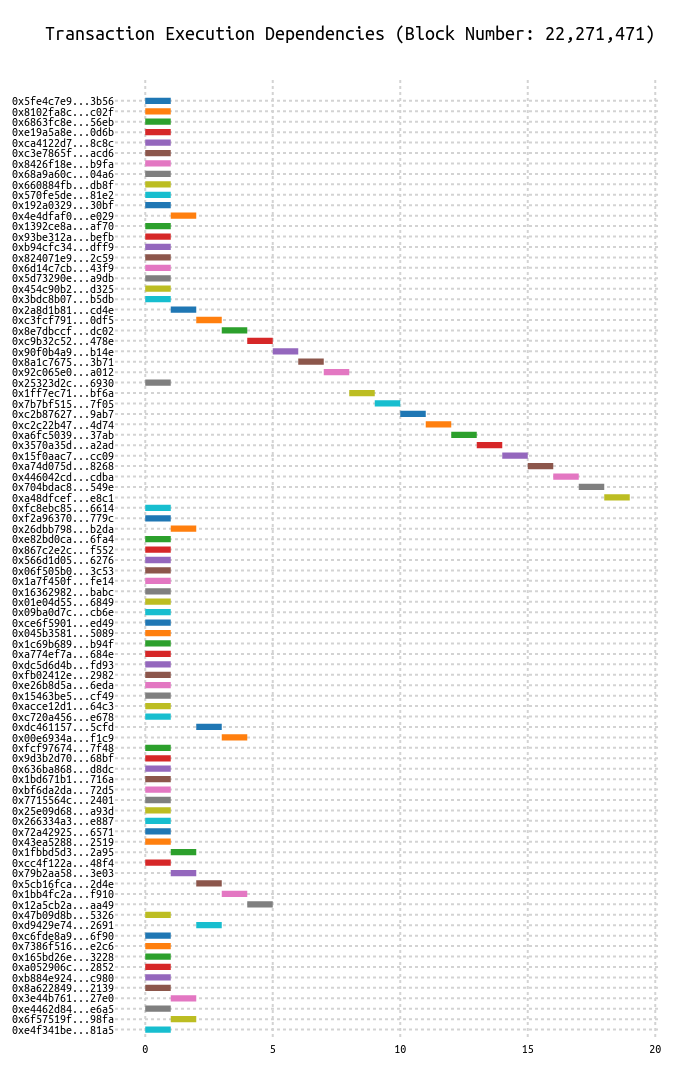 Transaction Execution Dependencies (Block Number: 22,271,471)
0x5fe4c7e9...3b56
0x8102fa8c...c02f
0x6863fc8e...56eb
0xe19a5a8e...0d6b
0xca4122d7...8c8c
0xc3e7865f...acd6
0x8426f18e...b9fa
0x68a9a60c...04a6
0x660884fb...db8f
0x570fe5de...81e2
0x192a0329...30bf
0x4e4dfaf0...e029
0x1392ce8a...af70
0x93be312a...befb
0xb94cfc34...dff9
0x824071e9...2c59
0x6d14c7cb...43f9
0x5d73290e...a9db
0x454c90b2...d325
0x3bdc8b07...b5db
0x2a8d1b81...cd4e
0xc3fcf791...0df5
0x8e7dbccf...dc02
0xc9b32c52...478e
0x90f0b4a9...b14e
0x8a1c7675...3b71
0x92c065e0...a012
0x25323d2c...6930
0x1ff7ec71...bf6a
0x7b7bf515...7f05
0xc2b87627...9ab7
0xc2c22b47...4d74
0xa6fc5039...37ab
0x3570a35d...a2ad
0x15f0aac7...cc09
0xa74d075d...8268
0x446042cd...cdba
0x704bdac8...549e
0xa48dfcef...e8c1
0xfc8ebc85...6614
0xf2a96370...779c
0x26dbb798...b2da
0xe82bd0ca...6fa4
0x867c2e2c...f552
0x566d1d05...6276
0x06f505b0...3c53
0x1a7f450f...fe14
0x16362982...babc
0x01e04d55...6849
0x09ba0d7c...cb6e
0xce6f5901...ed49
0x045b3581...5089
0x1c69b689...b94f
0xa774ef7a...684e
0xdc5d6d4b...fd93
0xfb02412e...2982
0xe26b8d5a...6eda
0x15463be5...cf49
0xacce12d1...64c3
0xc720a456...e678
0xdc461157...5cfd
0x00e6934a...f1c9
0xfcf97674...7f48
0x9d3b2d70...68bf
0x636ba868...d8dc
0x1bd671b1...716a
0xbf6da2da...72d5
0x7715564c...2401
0x25e09d68...a93d
0x266334a3...e887
0x72a42925...6571
0x43ea5288...2519
0x1fbbd5d3...2a95
0xcc4f122a...48f4
0x79b2aa58...3e03
0x5cb16fca...2d4e
0x1bb4fc2a...f910
0x12a5cb2a...aa49
0x47b09d8b...5326
0xd9429e74...2691
0xc6fde8a9...6f90
0x7386f516...e2c6
0x165bd26e...3228
0xa052906c...2852
0xb884e924...c980
0x8a622849...2139
0x3e44b761...27e0
0xe4462d84...e6a5
0x6f57519f...98fa
0xe4f341be...81a5
0 5 10 15 20